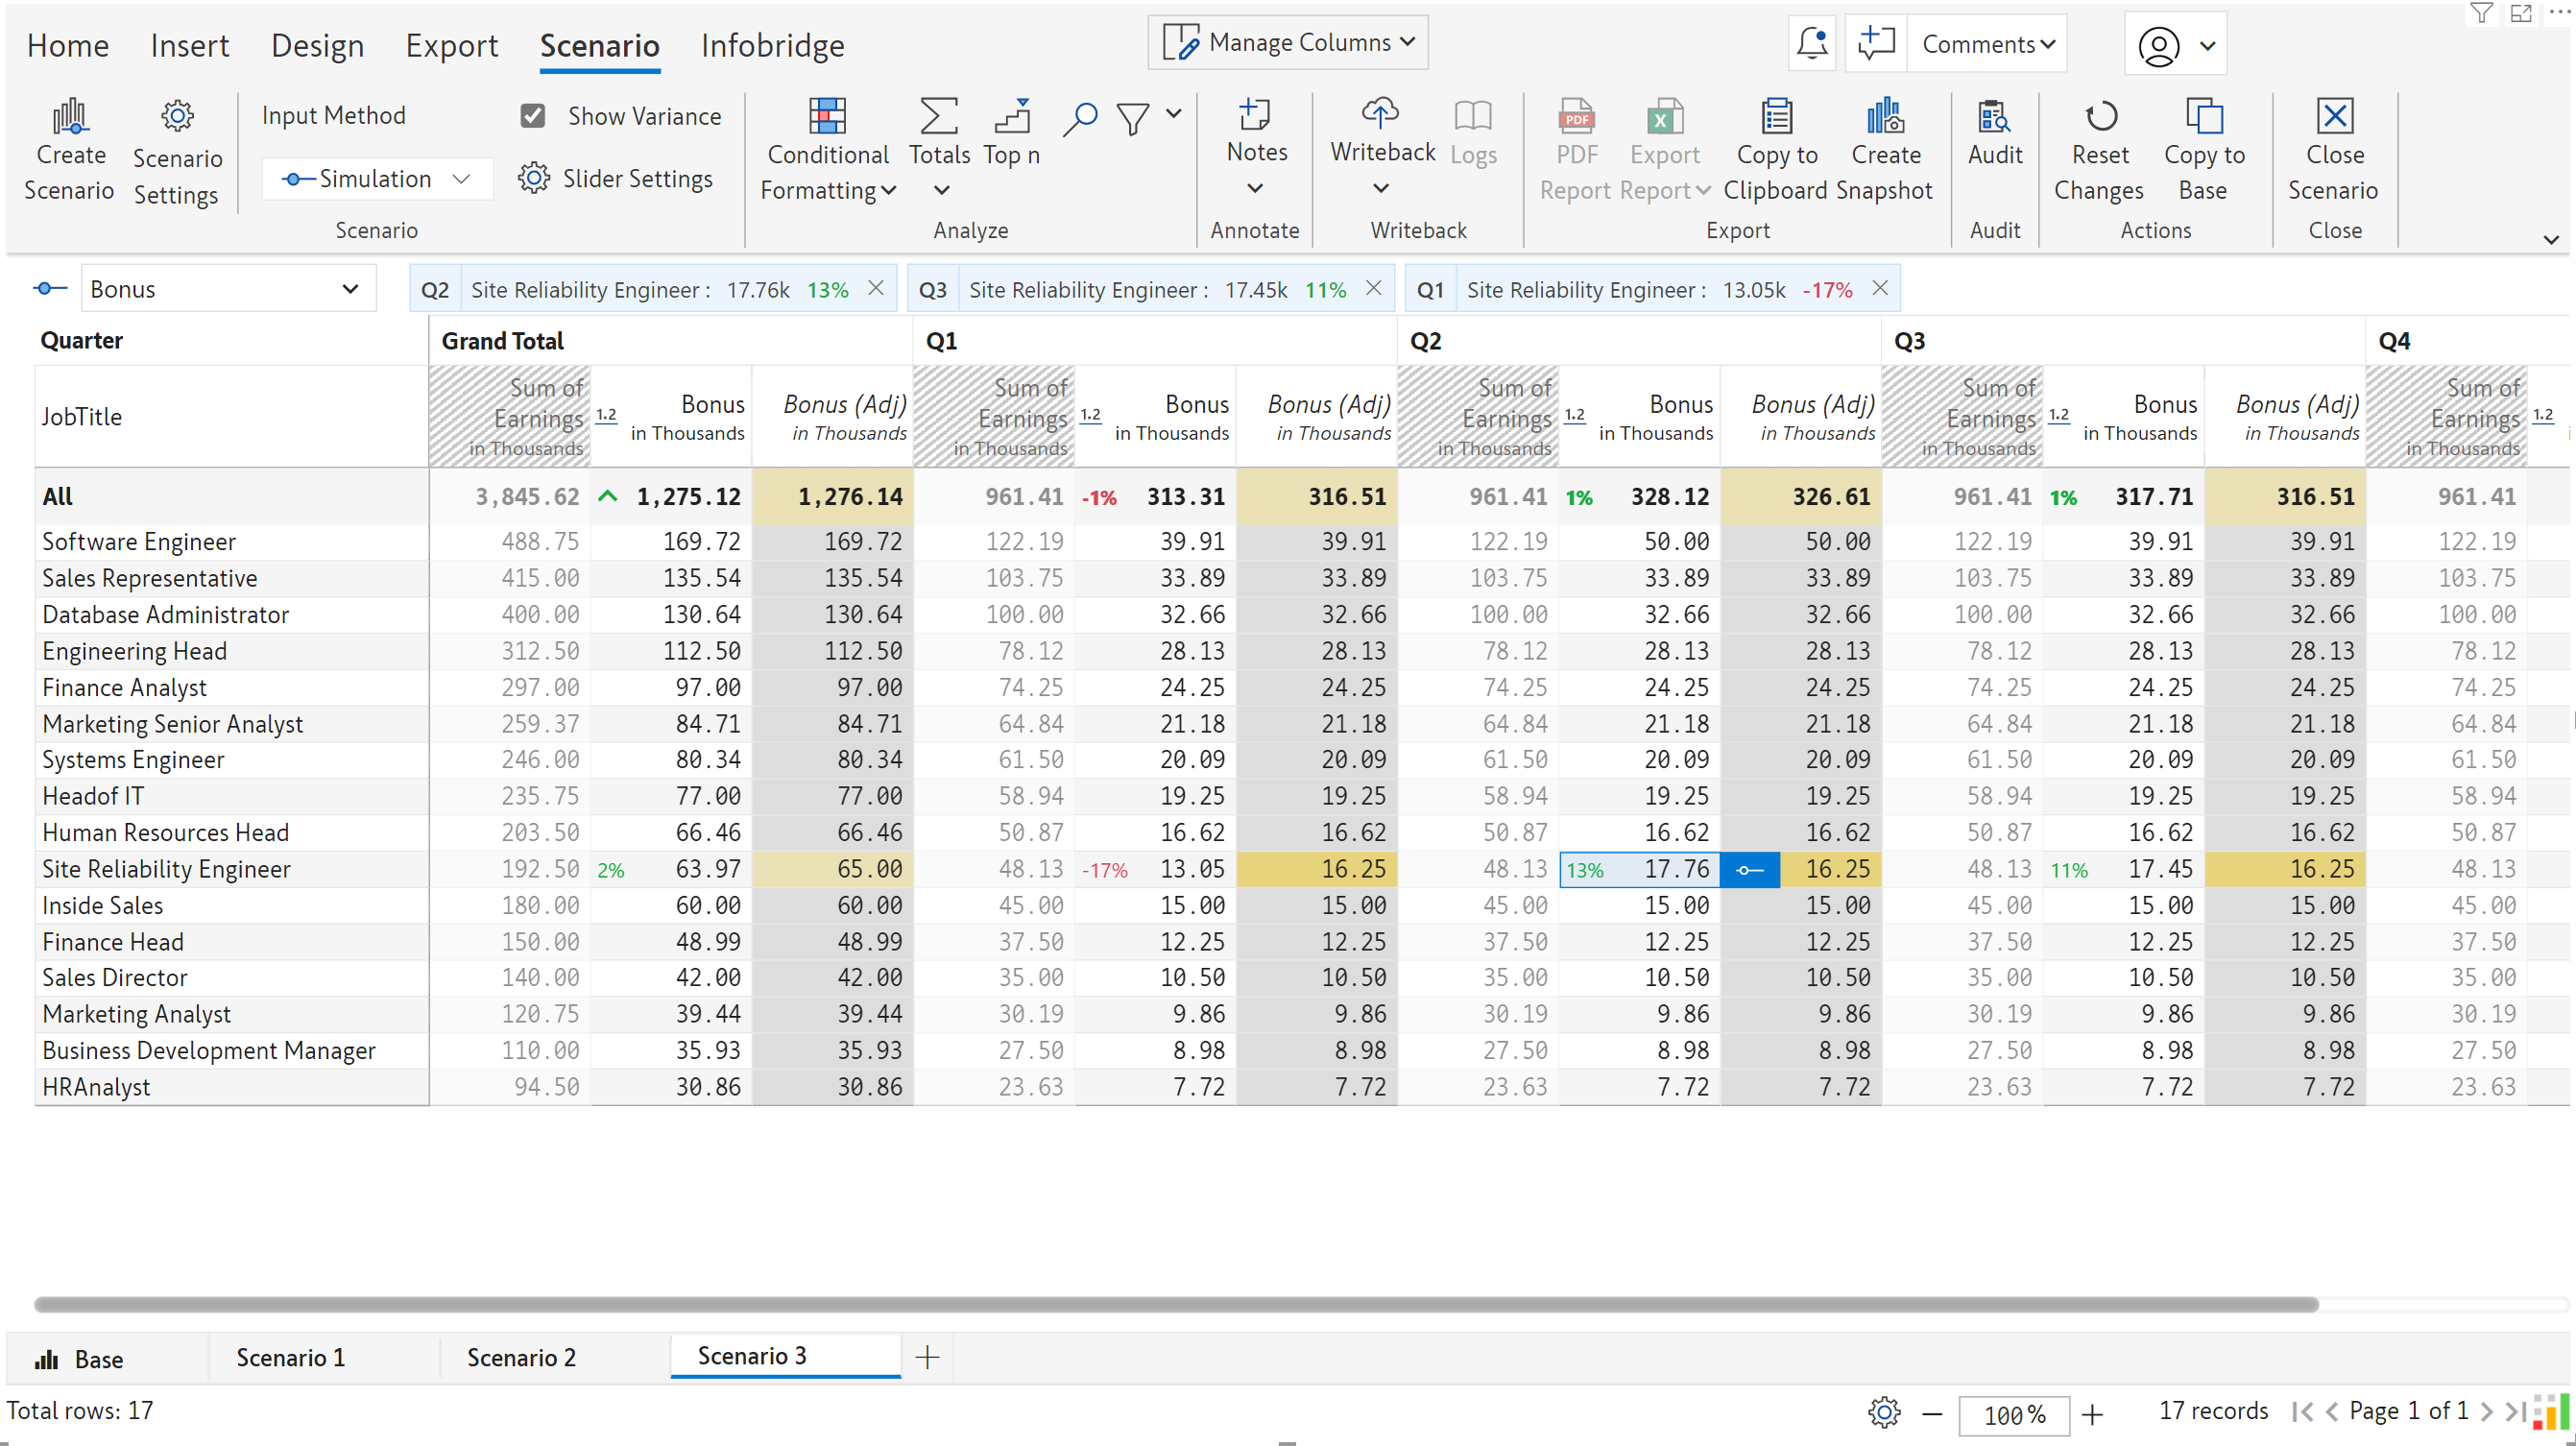 Home Insert Design Export Scenario Infobridge Manage Columns Comments
Create Scenario Scenario Settings Input Method Simulation Show Variance Slider Settings Scenario
Conditional Formatting Totals Top n Analyze
Notes Annotate
Writeback Logs Writeback
PDF Report Export Report Copy to Clipboard Create Snapshot Export
Audit Audit
Reset Changes Copy to Base Actions
Close Scenario Close
Bonus Q2 Site Reliability Engineer : 17.76k 13% Q3 Site Reliability Engineer : 17.45k 11% Q1 Site Reliability Engineer : 13.05k -17%
Quarter Grand Total Q1 Q2 Q3 Q4
JobTitle Sum of Earnings in Thousands 1.2 Bonus in Thousands Bonus (Adj) in Thousands Sum of Earnings in Thousands 1.2 Bonus in Thousands Bonus (Adj) in Thousands Sum of Earnings in Thousands 1.2 Bonus in Thousands Bonus (Adj) in Thousands Sum of Earnings in Thousands 1.2 Bonus in Thousands Bonus (Adj) in Thousands Sum of Earnings in Thousands 1.2
All 3,845.62 1,275.12 1,276.14 961.41 -1% 313.31 316.51 961.41 1% 328.12 326.61 961.41 1% 317.71 316.51 961.41
Software Engineer 488.75 169.72 169.72 122.19 39.91 39.91 122.19 50.00 50.00 122.19 39.91 39.91 122.19
Sales Representative 415.00 135.54 135.54 103.75 33.89 33.89 103.75 33.89 33.89 103.75 33.89 33.89 103.75
Database Administrator 400.00 130.64 130.64 100.00 32.66 32.66 100.00 32.66 32.66 100.00 32.66 32.66 100.00
Engineering Head 312.50 112.50 112.50 78.12 28.13 28.13 78.12 28.13 28.13 78.12 28.13 28.13 78.12
Finance Analyst 297.00 97.00 97.00 74.25 24.25 24.25 74.25 24.25 24.25 74.25 24.25 24.25 74.25
Marketing Senior Analyst 259.37 84.71 84.71 64.84 21.18 21.18 64.84 21.18 21.18 64.84 21.18 21.18 64.84
Systems Engineer 246.00 80.34 80.34 61.50 20.09 20.09 61.50 20.09 20.09 61.50 20.09 20.09 61.50
Headof IT 235.75 77.00 77.00 58.94 19.25 19.25 58.94 19.25 19.25 58.94 19.25 19.25 58.94
Human Resources Head 203.50 66.46 66.46 50.87 16.62 16.62 50.87 16.62 16.62 50.87 16.62 16.62 50.87
Site Reliability Engineer 192.50 2% 63.97 65.00 48.13 -17% 13.05 16.25 48.13 13% 17.76 16.25 48.13 11% 17.45 16.25 48.13
Inside Sales 180.00 60.00 60.00 45.00 15.00 15.00 45.00 15.00 15.00 45.00 15.00 15.00 45.00
Finance Head 150.00 48.99 48.99 37.50 12.25 12.25 37.50 12.25 12.25 37.50 12.25 12.25 37.50
Sales Director 140.00 42.00 42.00 35.00 10.50 10.50 35.00 10.50 10.50 35.00 10.50 10.50 35.00
Marketing Analyst 120.75 39.44 39.44 30.19 9.86 9.86 30.19 9.86 9.86 30.19 9.86 9.86 30.19
Business Development Manager 110.00 35.93 35.93 27.50 8.98 8.98 27.50 8.98 8.98 27.50 8.98 8.98 27.50
HRAnalyst 94.50 30.86 30.86 23.63 7.72 7.72 23.63 7.72 7.72 23.63 7.72 7.72 23.63
Base Scenario 1 Scenario 2 Scenario 3
Total rows: 17 100% 17 records Page 1 of 1